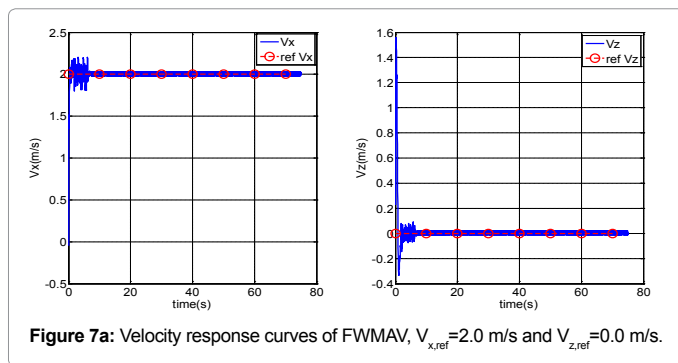 2.5
2
1.5
1
0.5
0
-0.5
Vx(m/s)
0 20 40 60 80
time(s)
Vx
ref Vx
1.6
1.4
1.2
1
0.8
0.6
0.4
0.2
0
-0.2
-0.4
Vz(m/s)
0 20 40 60 80
time(s)
Vz
ref Vz
Figure 7a: Velocity response curves of FWMAV, Vx,ref=2.0 m/s and Vz,ref=0.0 m/s.